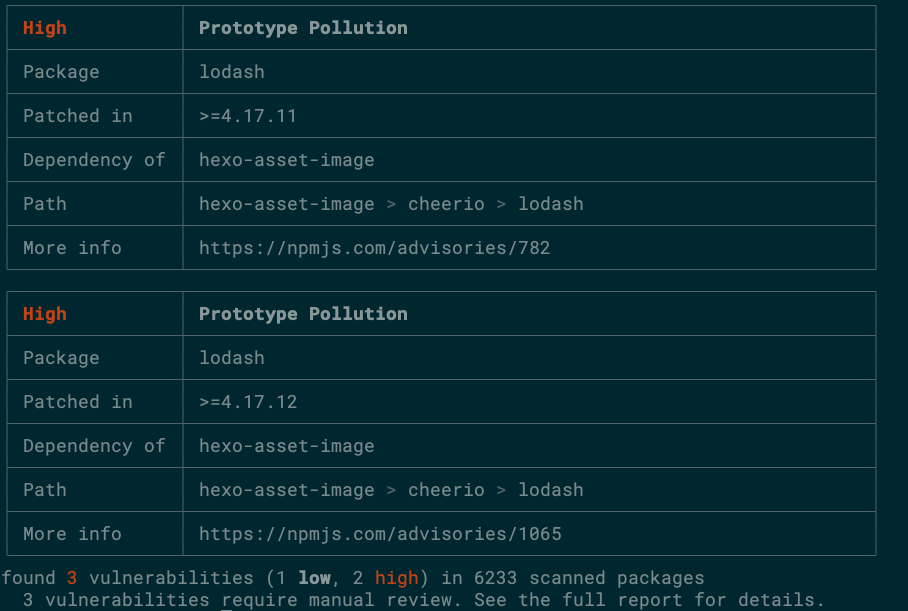 High Prototype Pollution
Package lodash
Patched in >=4.17.11
Dependency of hexo-asset-image
Path hexo-asset-image > cheerio > lodash
More info https://npmjs.com/advisories/782
High Prototype Pollution
Package lodash
Patched in >=4.17.12
Dependency of hexo-asset-image
Path hexo-asset-image > cheerio > lodash
More info https://npmjs.com/advisories/1065
found 3 vulnerabilities (1 low, 2 high) in 6233 scanned packages
3 vulnerabilities require manual review. See the full report for details.